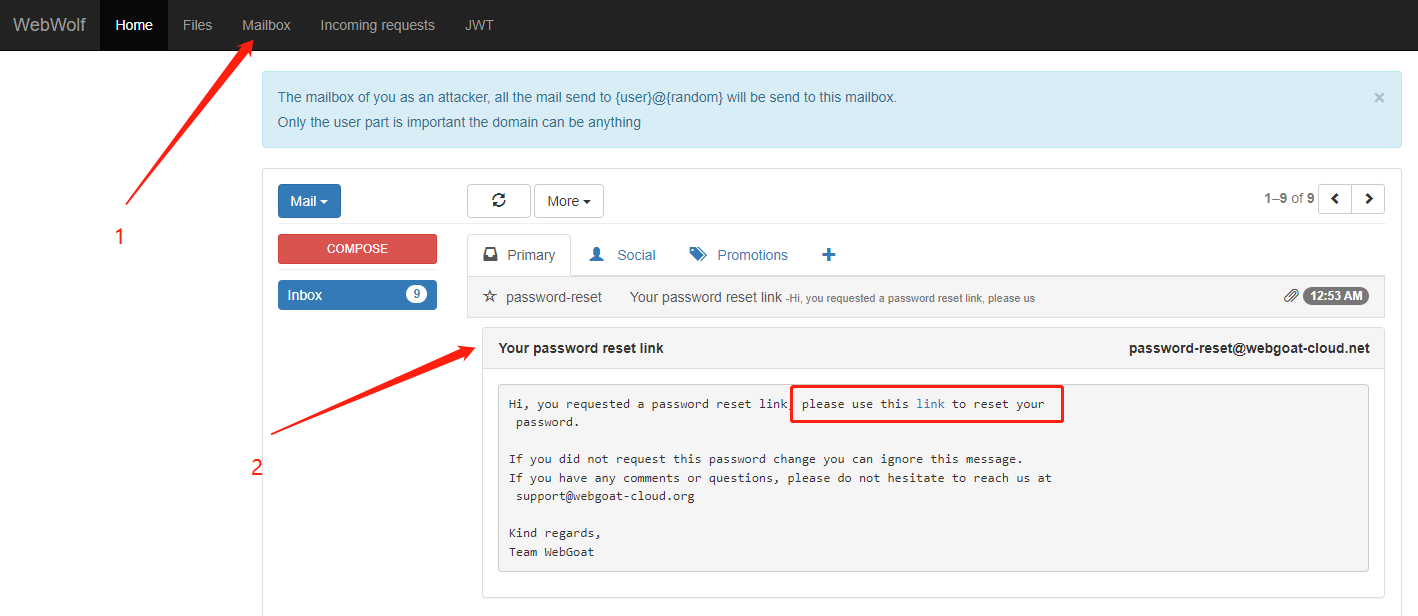 WebWolf Home Files Mailbox Incoming requests JWT
The mailbox of you as an attacker, all the mail send to {user}@{random} will be send to this mailbox. ×
Only the user part is important the domain can be anything
1
Mail More 1–9 of 9
COMPOSE
Primary Social Promotions
Inbox 9
password-reset Your password reset link -Hi, you requested a password reset link, please us 12:53 AM
Your password reset link password-reset@webgoat-cloud.net
Hi, you requested a password reset link, please use this link to reset your
password.
2
If you did not request this password change you can ignore this message.
If you have any comments or questions, please do not hesitate to reach us at
support@webgoat-cloud.org
Kind regards,
Team WebGoat